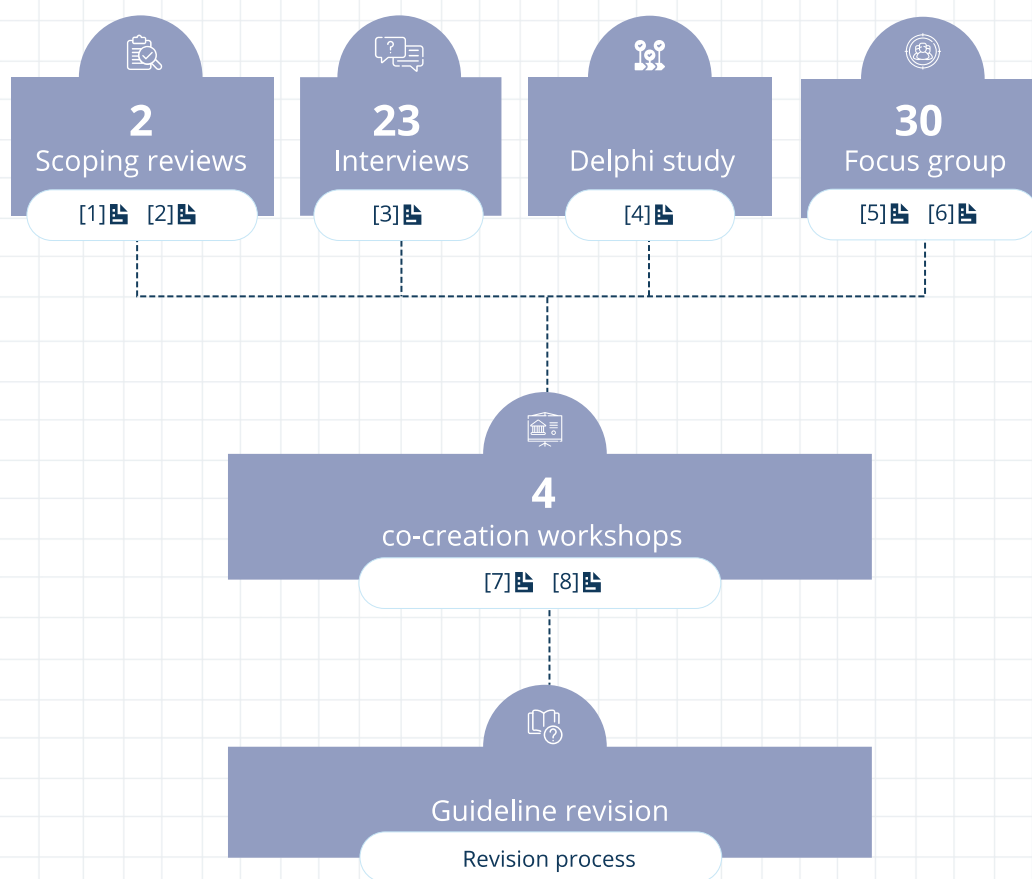 2
Scoping reviews
[1] [2]
23
Interviews
[3]
Delphi study
[4]
30
Focus group
[5] [6]
4
co-creation workshops
[7] [8]
Guideline revision
Revision process